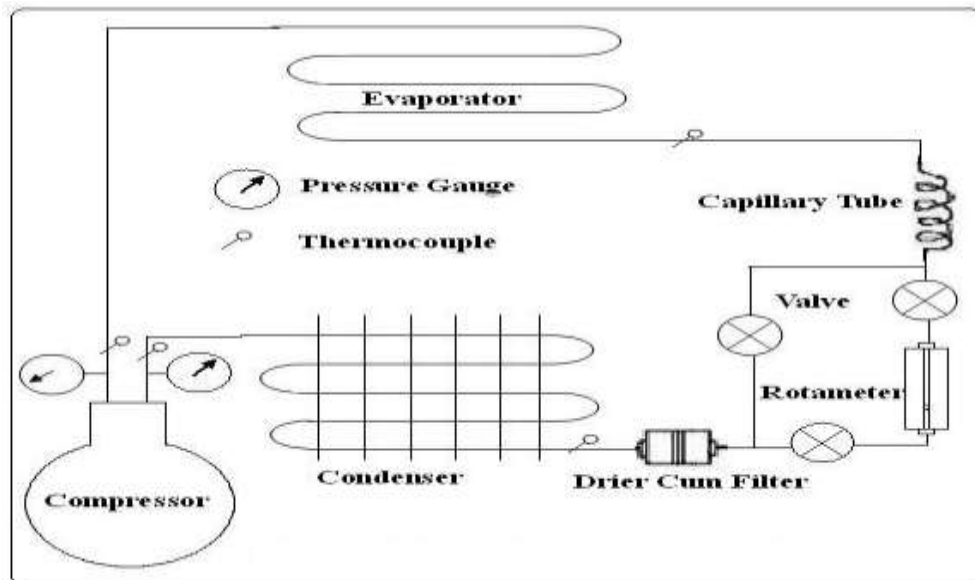 Evaporator
Pressure Gauge
Capillary Tube
Thermocouple
Valve
Rotameter
Condenser
Drier Cum Filter
Compressor